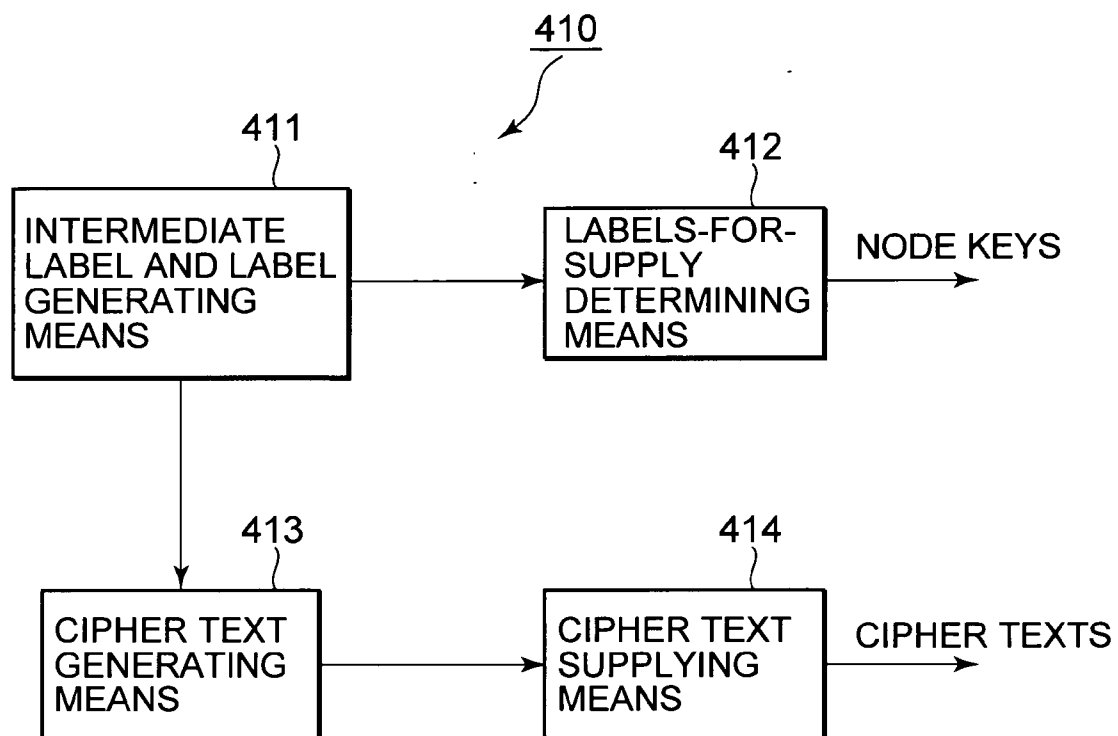 410
411
INTERMEDIATE
LABEL AND LABEL
GENERATING
MEANS
412
LABELS-FOR-
SUPPLY
DETERMINING
MEANS
NODE KEYS
413
CIPHER TEXT
GENERATING
MEANS
414
CIPHER TEXT
SUPPLYING
MEANS
CIPHER TEXTS